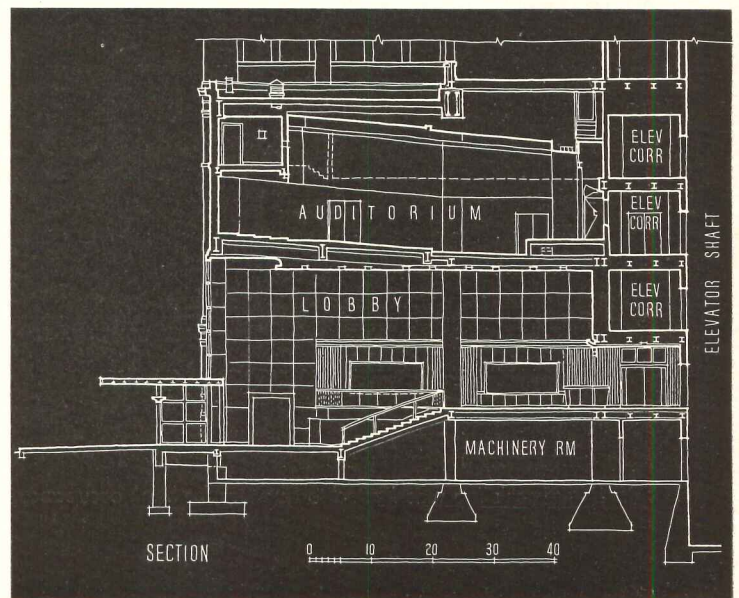 ELEV
CORR
ELEV
CORR
AUDITORIUM
ELEVATOR SHAFT
ELEV
CORR
LOBBY
MACHINERY RM
SECTION
0 10 20 30 40